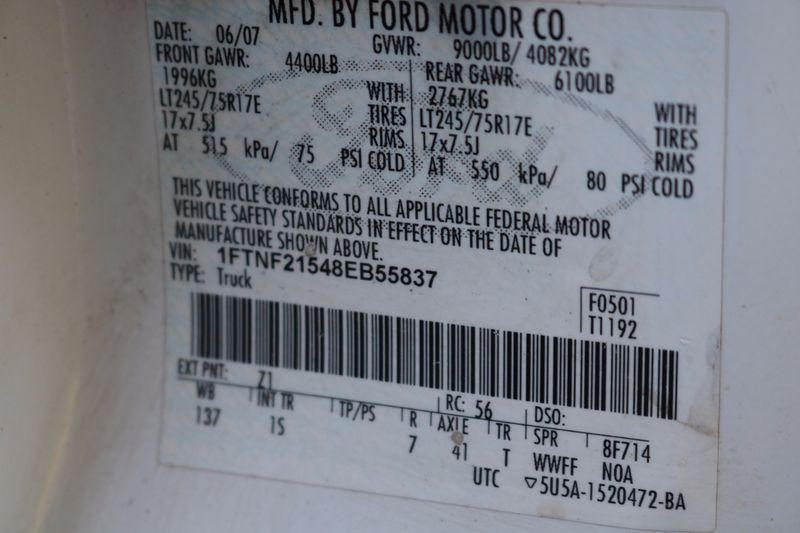 MFD. BY FORD MOTOR CO.
DATE: 06/07 GVWR: 9000LB/ 4082KG
FRONT GAWR: 4400LB REAR GAWR: 6100LB
1996KG WITH 2767KG WITH
LT245/75R17E TIRES LT245/75R17E TIRES
17x7.5J RIMS 17x7.5J RIMS
AT 515 kPa/ 75 PSI COLD AT 550 kPa/ 80 PSI COLD
Ford
THIS VEHICLE CONFORMS TO ALL APPLICABLE FEDERAL MOTOR
VEHICLE SAFETY STANDARDS IN EFFECT ON THE DATE OF
MANUFACTURE SHOWN ABOVE.
VIN: 1FTNF21548EB55837
TYPE: Truck
F0501
T1192
EXT PNT: Z1 RC: 56 DSO:
WB INT TR TP/PS R AXLE TR SPR 8F714
137 1S 7 41 T WWFF NOA
UTC ▽5U5A-1520472-BA